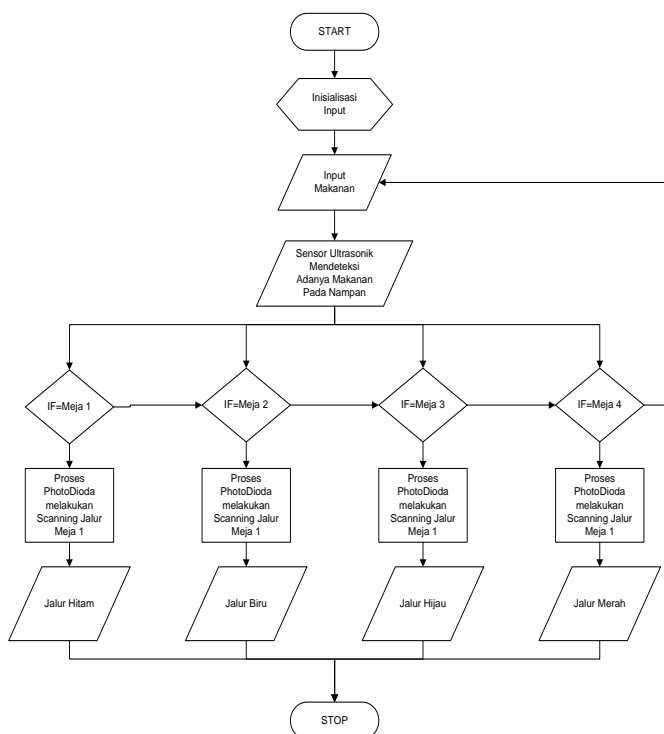 START
Inisialisasi
Input
Input
Makanan
Sensor Ultrasonik
Mendeteksi
Adanya Makanan
Pada Nampan
IF=Meja 1
IF=Meja 2
IF=Meja 3
IF=Meja 4
Proses
PhotoDioda
melakukan
Scanning Jalur
Meja 1
Proses
PhotoDioda
melakukan
Scanning Jalur
Meja 1
Proses
PhotoDioda
melakukan
Scanning Jalur
Meja 1
Proses
PhotoDioda
melakukan
Scanning Jalur
Meja 1
Jalur Hitam
Jalur Biru
Jalur Hijau
Jalur Merah
STOP